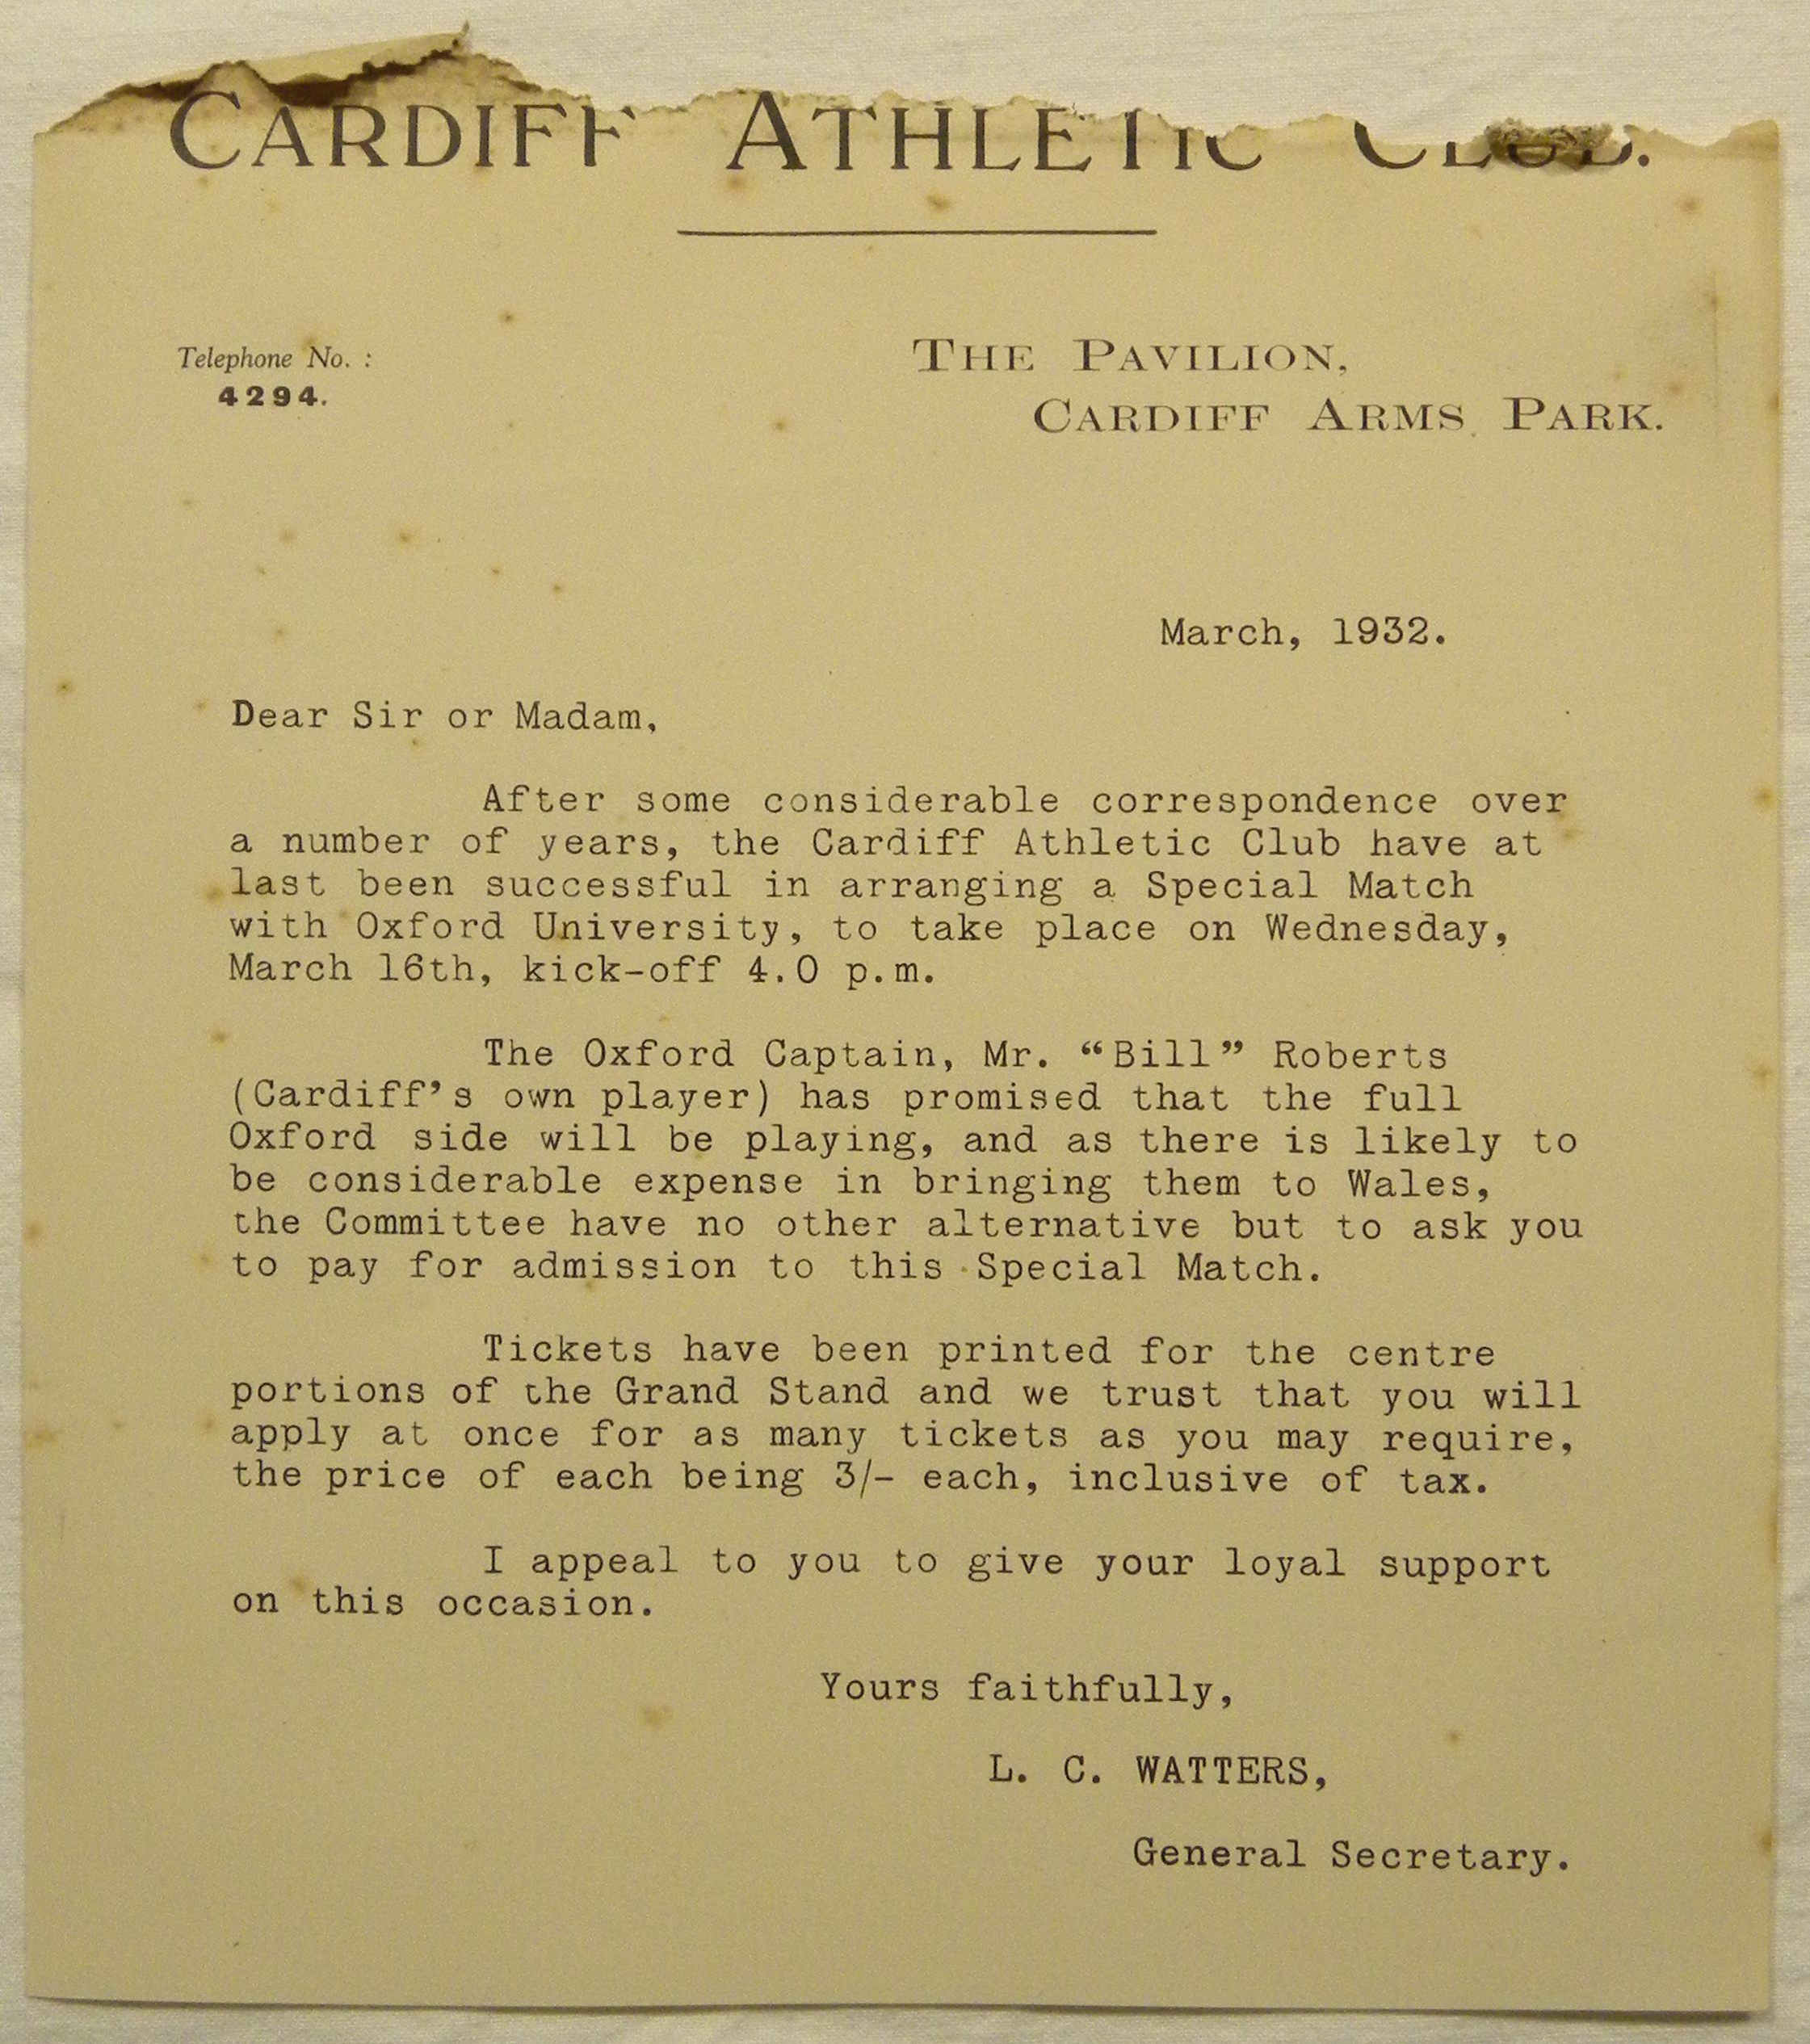 CARDIFF ATHLETIC CLUB.
Telephone No. :
4294.
THE PAVILION,
CARDIFF ARMS PARK.
March, 1932.
Dear Sir or Madam,
After some considerable correspondence over
a number of years, the Cardiff Athletic Club have at
last been successful in arranging a Special Match
with Oxford University, to take place on Wednesday,
March 16th, kick-off 4.0 p.m.
The Oxford Captain, Mr. “Bill” Roberts
(Cardiff’s own player) has promised that the full
Oxford side will be playing, and as there is likely to
be considerable expense in bringing them to Wales,
the Committee have no other alternative but to ask you
to pay for admission to this Special Match.
Tickets have been printed for the centre
portions of the Grand Stand and we trust that you will
apply at once for as many tickets as you may require,
the price of each being 3/- each, inclusive of tax.
I appeal to you to give your loyal support
on this occasion.
Yours faithfully,
L. C. WATTERS,
General Secretary.